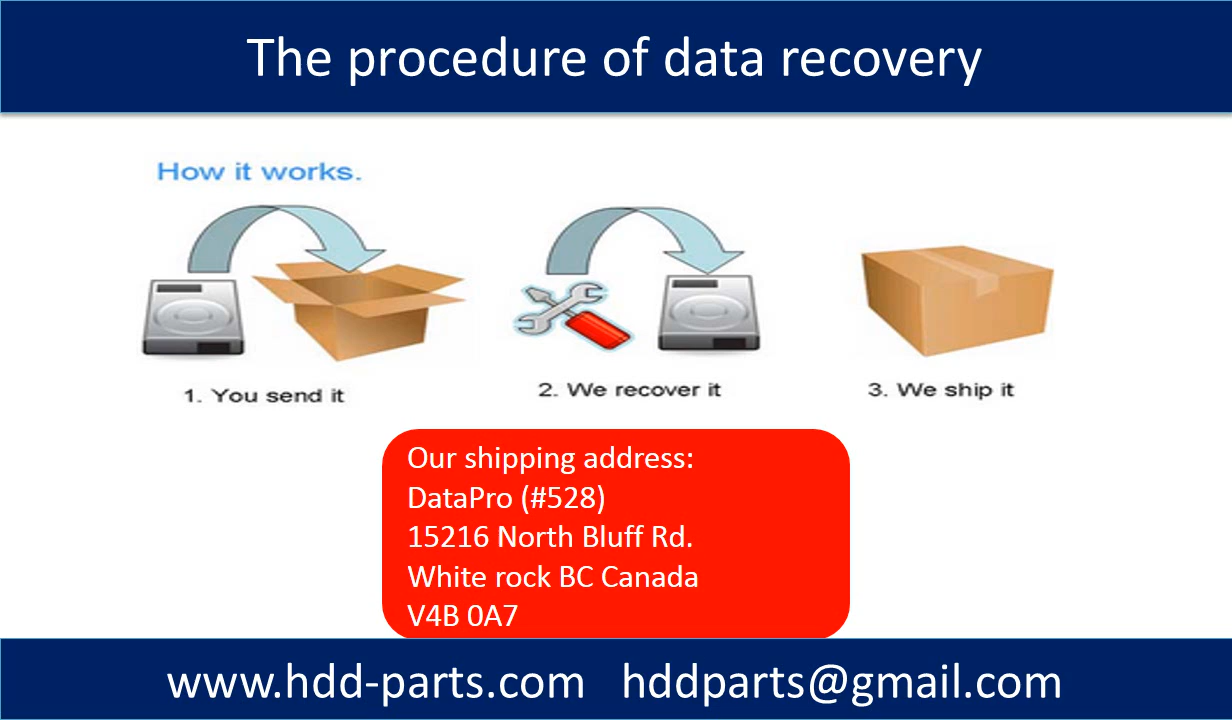 The procedure of data recovery
How it works.
1. You send it
2. We recover it
3. We ship it
Our shipping address:
DataPro (#528)
15216 North Bluff Rd.
White rock BC Canada
V4B 0A7
www.hdd-parts.com hddparts@gmail.com